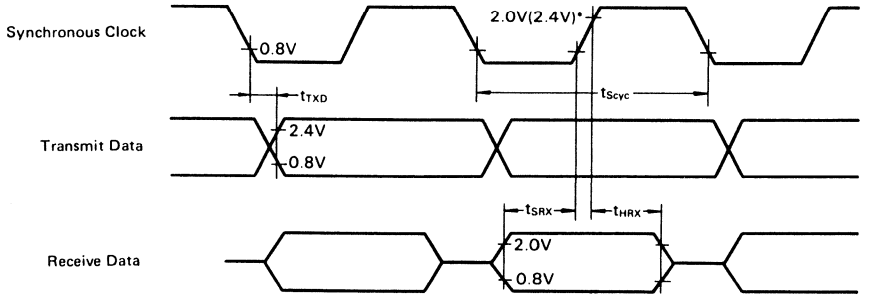 Synchronous Clock
2.0V(2.4V)*
0.8V
tTXD
tScyc
Transmit Data
2.4V
0.8V
tSRX
tHRX
Receive Data
2.0V
0.8V